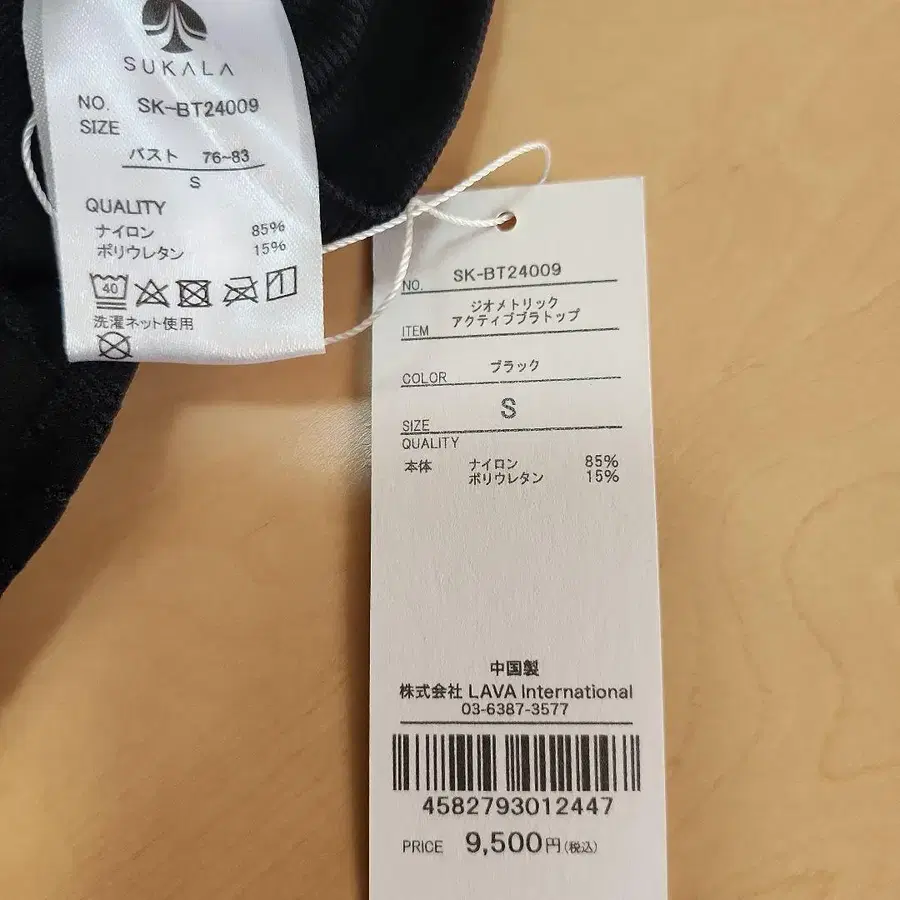 SUKALA
NO. SK-BT24009
SIZE
バスト 76~83
S
QUALITY
ナイロン 85%
ポリウレタン 15%
40
洗濯ネット使用
NO. SK-BT24009
ジオメトリック
ITEM アクティブブラトップ
COLOR ブラック
SIZE S
QUALITY
本体 ナイロン 85%
ポリウレタン 15%
中国製
株式会社 LAVA International
03-6387-3577
4582793012447
PRICE 9,500円(税込)